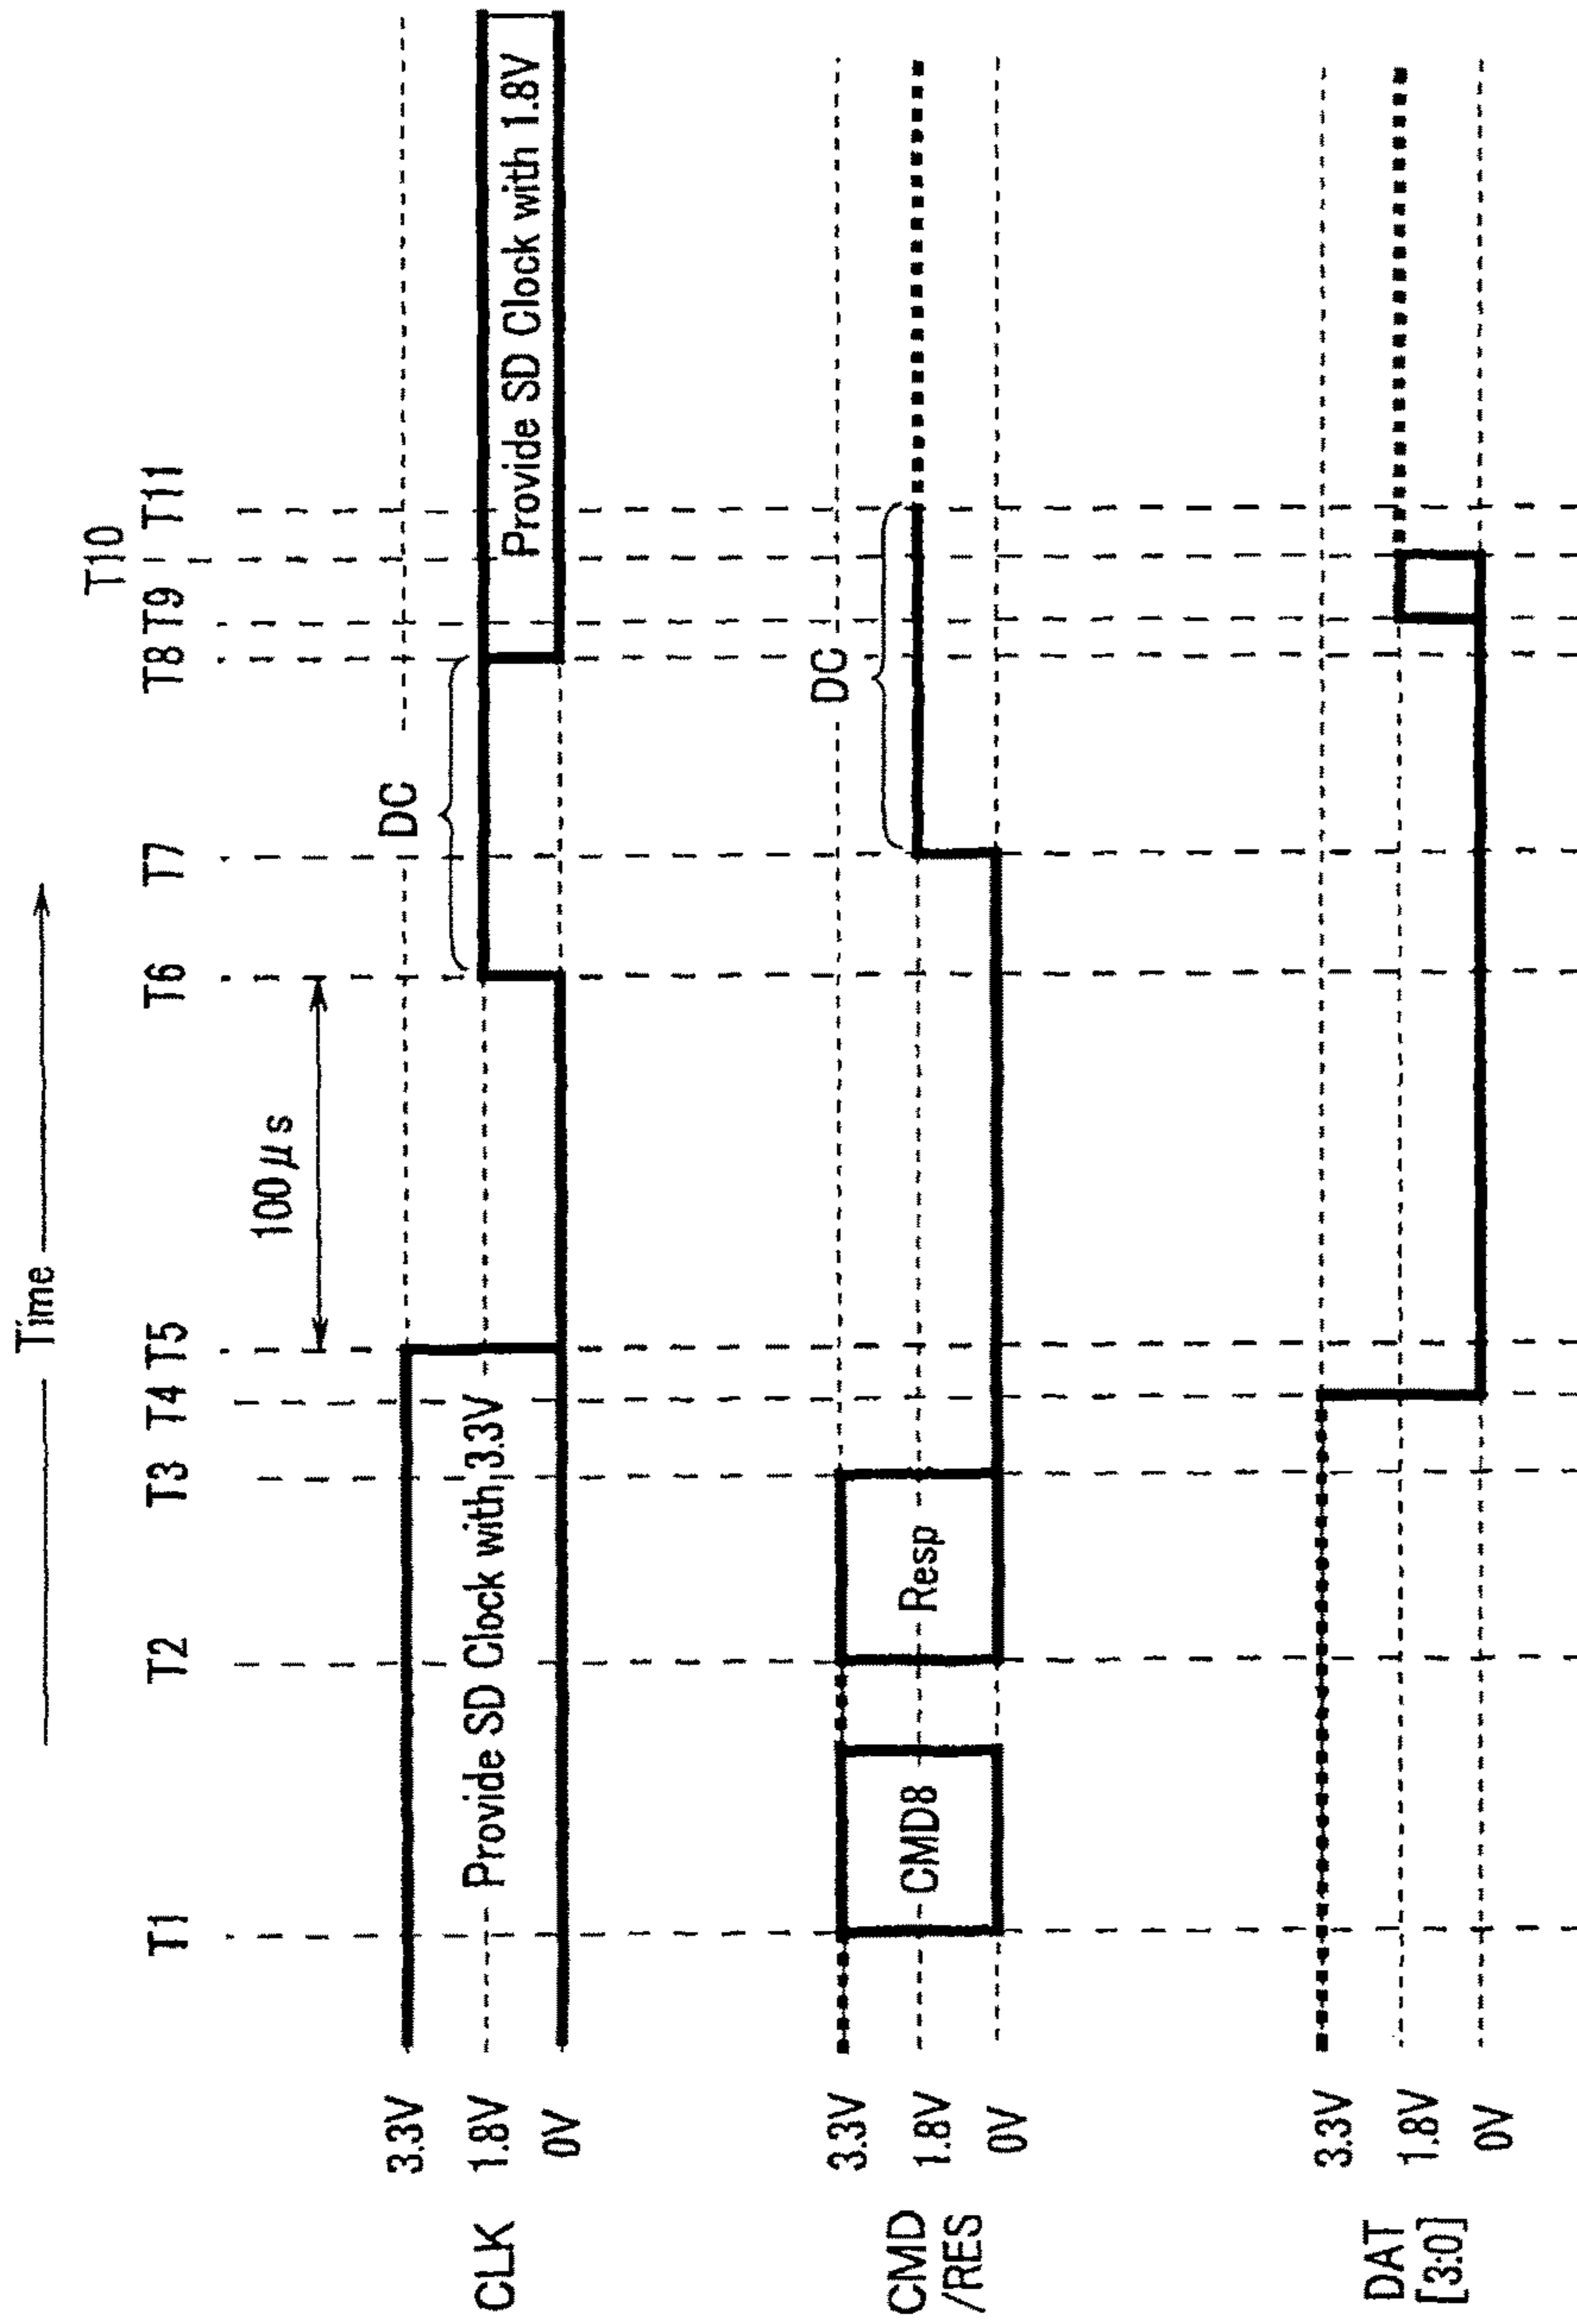 Time
T1
T2
T3
T4
T5
T6
T7
T8
T9
T10
T11
100μs
CLK
3.3V
1.8V
0V
Provide SD Clock with 3.3V
DC
Provide SD Clock with 1.8V
CMD
/RES
3.3V
1.8V
0V
CMD8
Resp
DC
DAT
[3:0]
3.3V
1.8V
0V